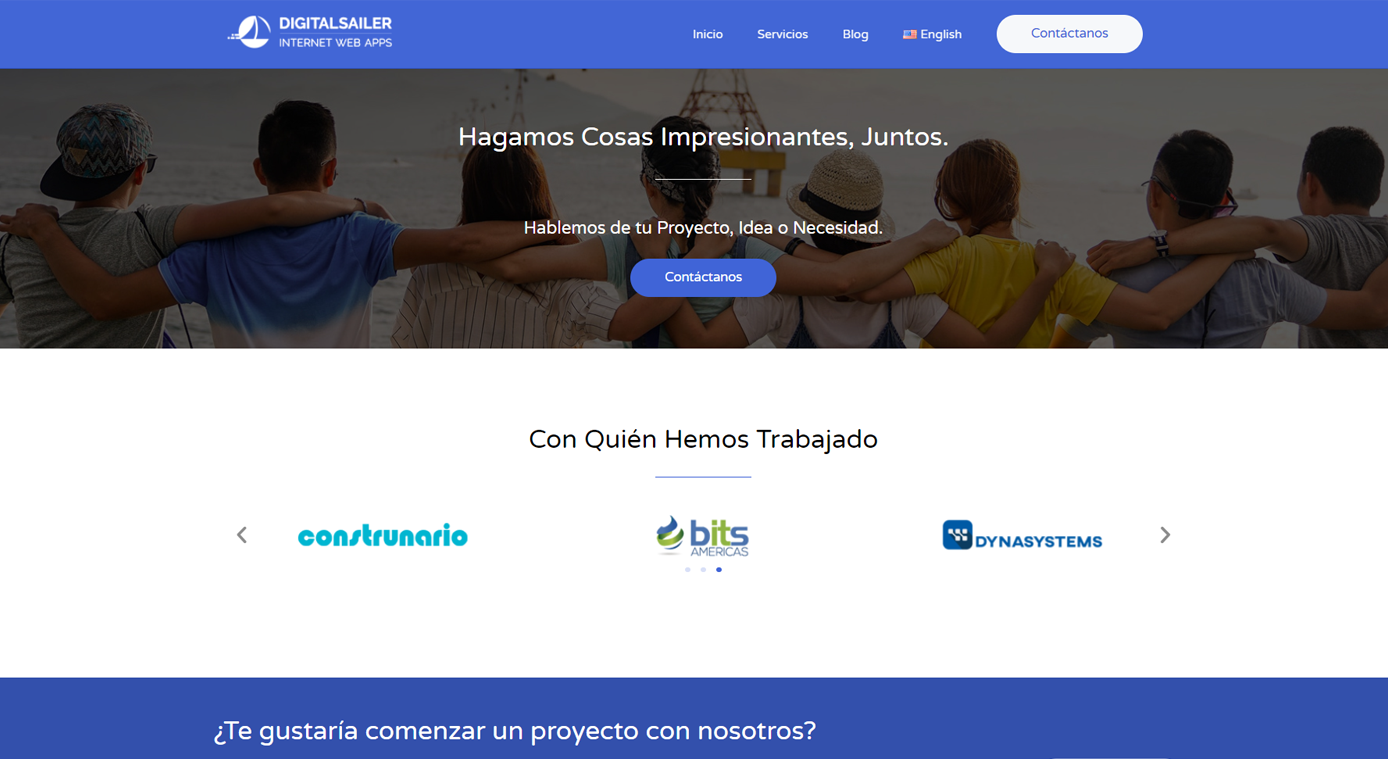 DIGITALSAILER
INTERNET WEB APPS
Inicio
Servicios
Blog
English
Contáctanos
Hagamos Cosas Impresionantes, Juntos.
Hablemos de tu Proyecto, Idea o Necesidad.
Contáctanos
Con Quién Hemos Trabajado
construnario
bits
AMERICAS
DYNASYSTEMS
¿Te gustaría comenzar un proyecto con nosotros?